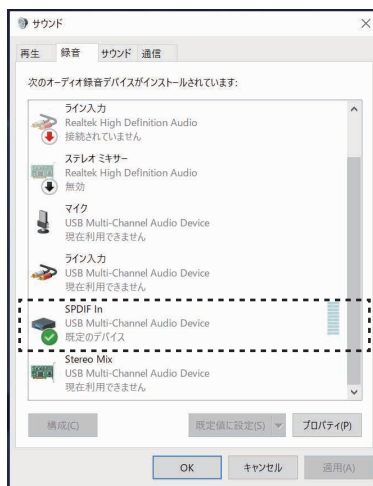 サウンド
再生 録音 サウンド 通信
次のオーディオ録音デバイスがインストールされています:
ライン入力
Realtek High Definition Audio
接続されていません
ステレオ ミキサー
Realtek High Definition Audio
無効
マイク
USB Multi-Channel Audio Device
現在利用できません
ライン入力
USB Multi-Channel Audio Device
現在利用できません
SPDIF In
USB Multi-Channel Audio Device
既定のデバイス
Stereo Mix
USB Multi-Channel Audio Device
現在利用できません
構成(C) 既定値に設定(S) プロパティ(P)
OK キャンセル 適用(A)